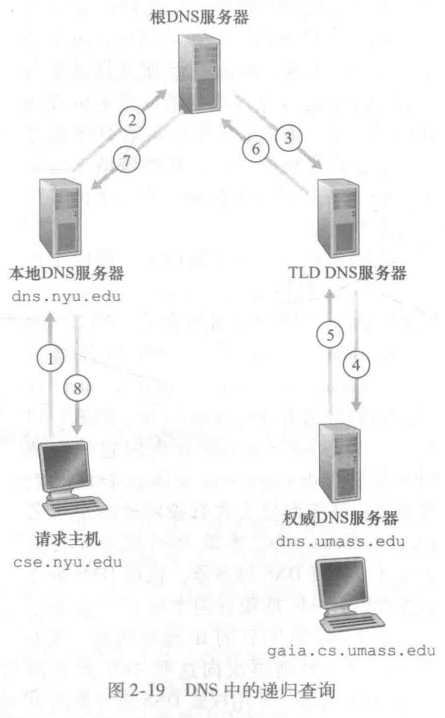 根DNS服务器
2
3
7
6
本地DNS服务器
dns.nyu.edu
TLD DNS服务器
1
8
5
4
请求主机
cse.nyu.edu
权威DNS服务器
dns.umass.edu
gaia.cs.umass.edu
图2-19 DNS中的递归查询